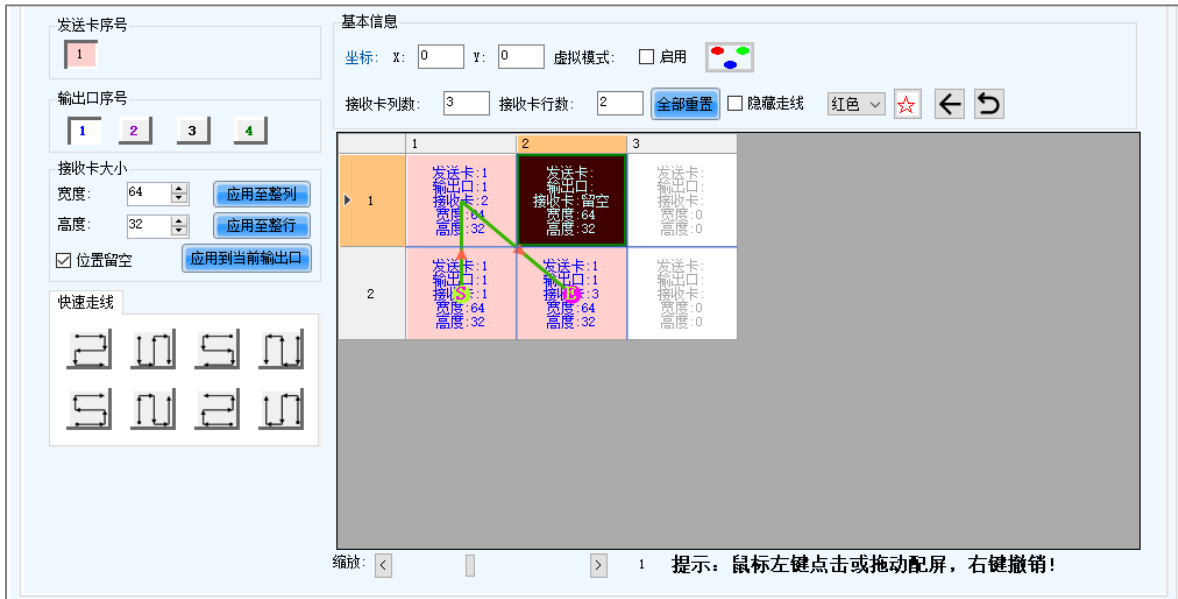 发送卡序号
1
输出口序号
1 2 3 4
接收卡大小
宽度: 64 应用至整列
高度: 32 应用至整行
位置留空 应用到当前输出口
快速走线
基本信息
坐标: X: 0 Y: 0 虚拟模式: 启用
接收卡列数: 3 接收卡行数: 2 全部重置 隐藏走线 红色
1 2 3
1
发送卡:1
输出口:1
接收卡:2
宽度:64
高度:32
发送卡:
输出口:
接收卡:留空
宽度:64
高度:32
发送卡:
输出口:
接收卡:
宽度:0
高度:0
2
发送卡:1
输出口:1
接收卡:1
宽度:64
高度:32
S
发送卡:1
输出口:1
接收卡:3
宽度:64
高度:32
E
发送卡:
输出口:
接收卡:
宽度:0
高度:0
缩放: < > 1 提示: 鼠标左键点击或拖动配屏, 右键撤销!